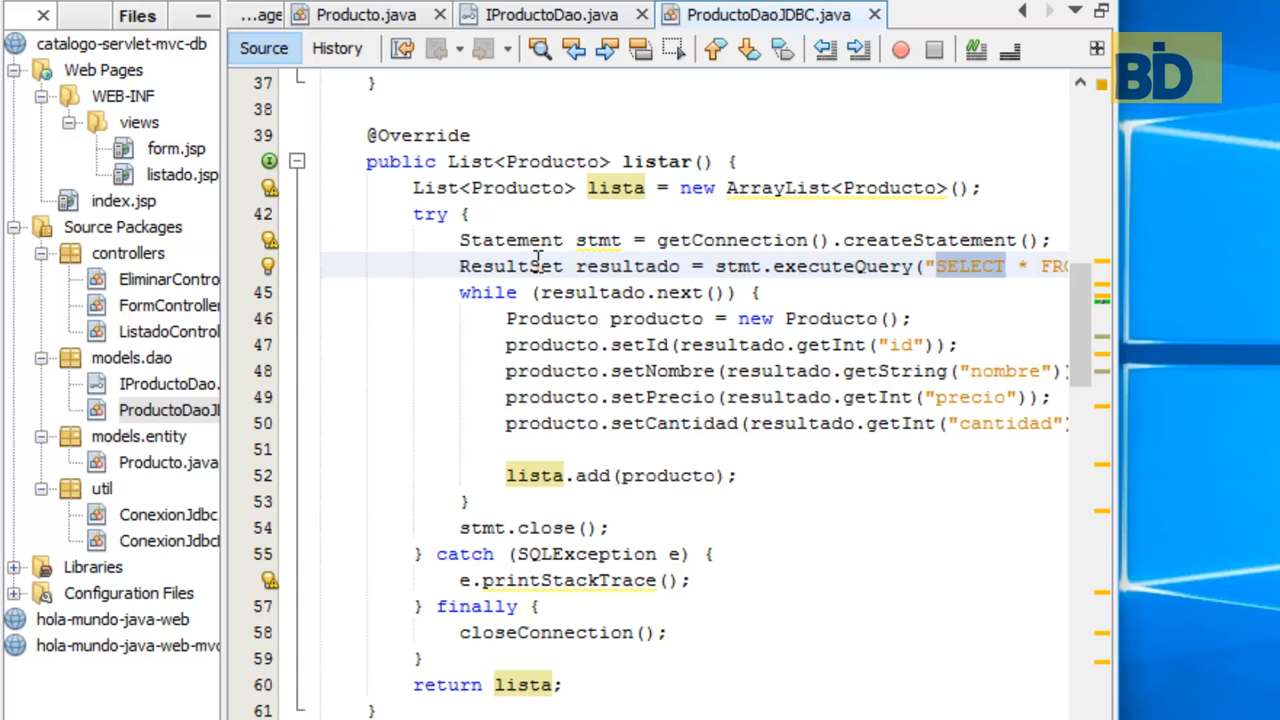 Files
...age
Producto.java
IProductoDao.java
ProductoDaoJDBC.java
Source
History
BD
catalogo-servlet-mvc-db
Web Pages
WEB-INF
views
form.jsp
listado.jsp
index.jsp
Source Packages
controllers
EliminarControl
FormController
ListadoControl
models.dao
IProductoDao.
ProductoDaoJ
models.entity
Producto.java
util
ConexionJdbc
ConexionJdbc
Libraries
Configuration Files
hola-mundo-java-web
hola-mundo-java-web-mvc
37 }
38
39 @Override
public List<Producto> listar() {
List<Producto> lista = new ArrayList<Producto>();
42 try {
Statement stmt = getConnection().createStatement();
ResultSet resultado = stmt.executeQuery("SELECT * FRO
45 while (resultado.next()) {
46 Producto producto = new Producto();
47 producto.setId(resultado.getInt("id"));
48 producto.setNombre(resultado.getString("nombre"))
49 producto.setPrecio(resultado.getInt("precio"));
50 producto.setCantidad(resultado.getInt("cantidad")
51
52 lista.add(producto);
53 }
54 stmt.close();
55 } catch (SQLException e) {
e.printStackTrace();
57 } finally {
58 closeConnection();
59 }
60 return lista;
61 }